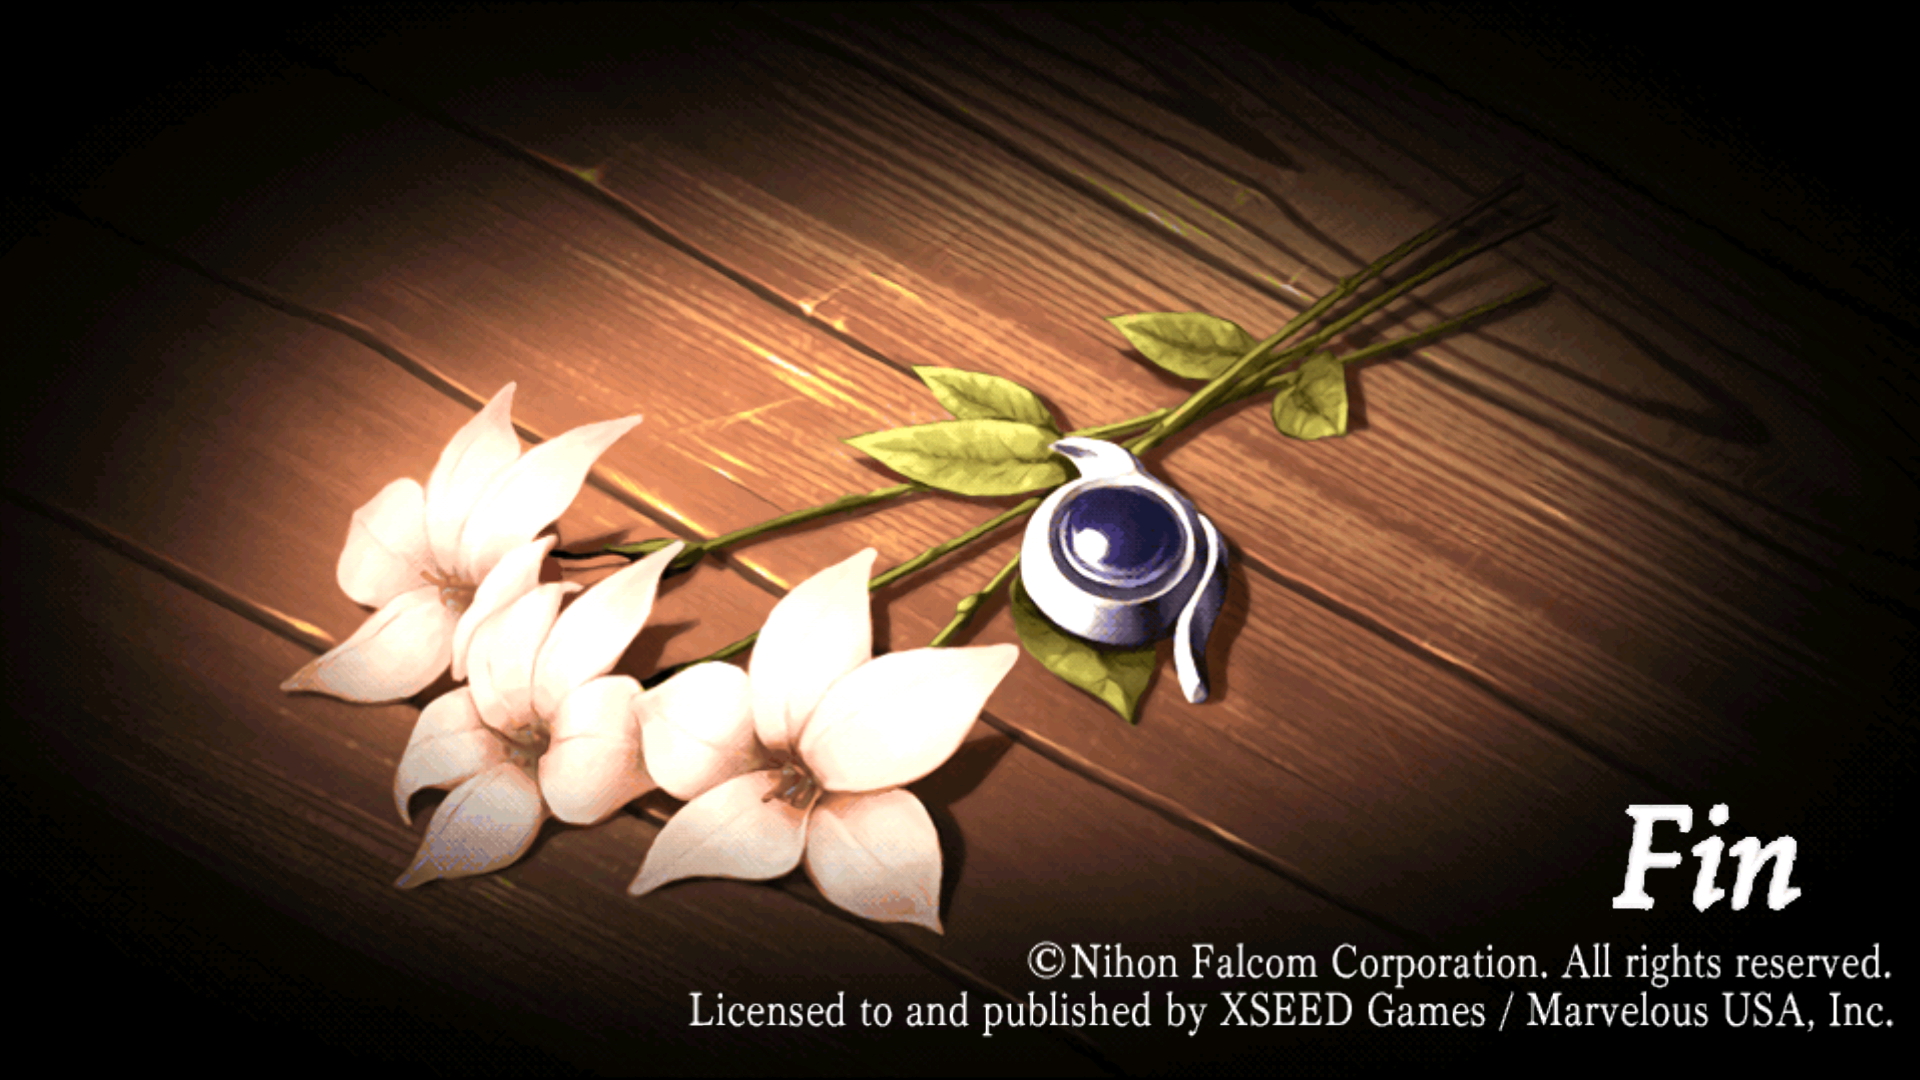 Fin
©Nihon Falcom Corporation. All rights reserved.
Licensed to and published by XSEED Games / Marvelous USA, Inc.